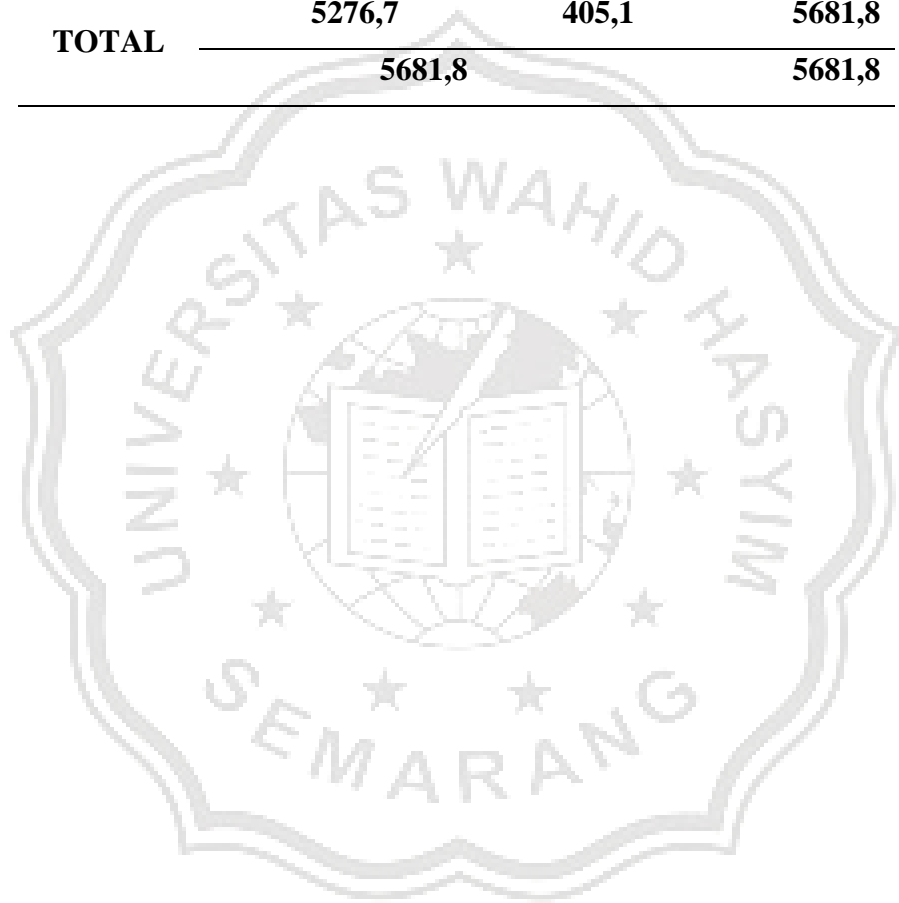 5276,7 405,1 5681,8
TOTAL
5681,8 5681,8
UNIVERSITAS WAHID HASYIM
SEMARANG